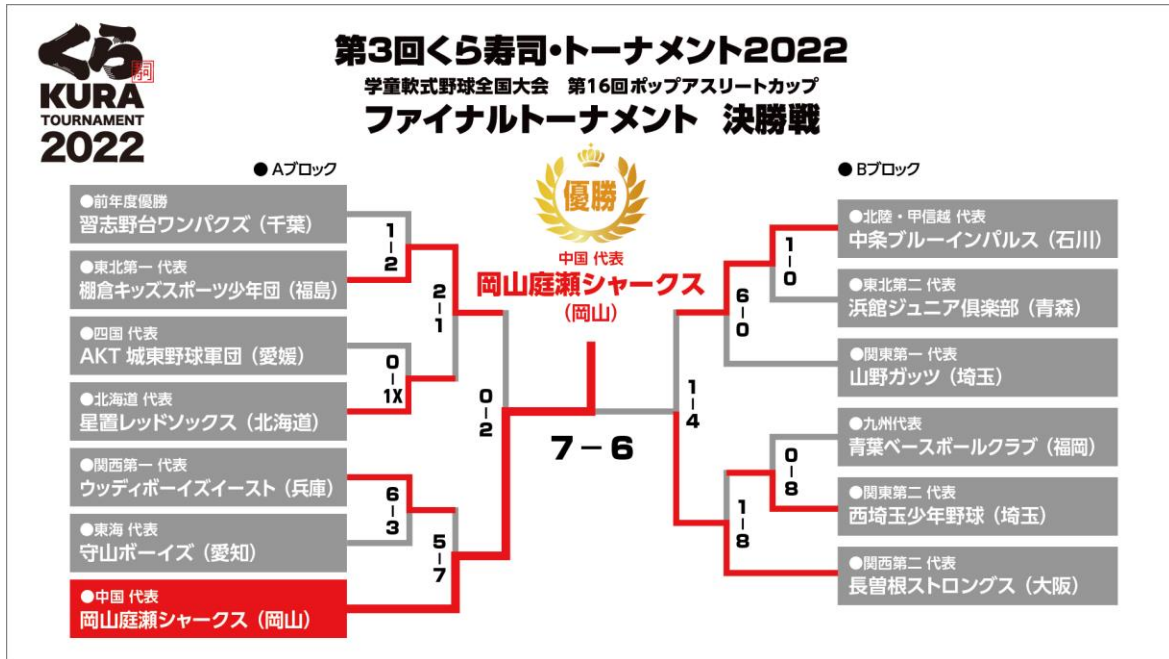 くら
寿司
KURA
TOURNAMENT
2022
第3回くら寿司・トーナメント2022
学童軟式野球全国大会 第16回ポップアスリートカップ
ファイナルトーナメント 決勝戦
●Aブロック
●前年度優勝
習志野台ワンパクズ（千葉）
●東北第一 代表
棚倉キッズスポーツ少年団（福島）
●四国 代表
AKT 城東野球軍団（愛媛）
●北海道 代表
星置レッドソックス（北海道）
●関西第一 代表
ウッディボーイズイースト（兵庫）
●東海 代表
守山ボーイズ（愛知）
●中国 代表
岡山庭瀬シャークス（岡山）
1-2
0-1X
6-3
2-1
5-7
0-2
優勝
中国 代表
岡山庭瀬シャークス
（岡山）
7-6
●Bブロック
●北陸・甲信越 代表
中条ブルーインパルス（石川）
●東北第二 代表
浜館ジュニア倶楽部（青森）
●関東第一 代表
山野ガッツ（埼玉）
●九州代表
青葉ベースボールクラブ（福岡）
●関東第二 代表
西埼玉少年野球（埼玉）
●関西第二 代表
長曽根ストロングス（大阪）
1-0
6-0
0-8
1-8
1-4